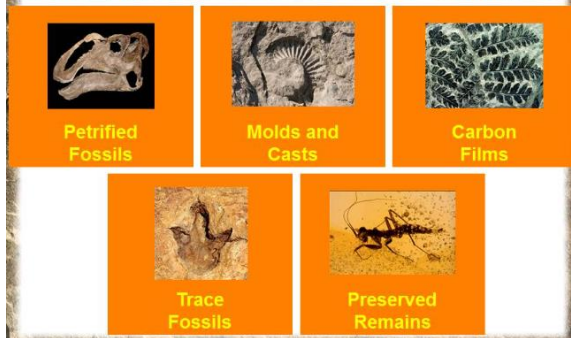 Petrified
Fossils
Molds and
Casts
Carbon
Films
Trace
Fossils
Preserved
Remains